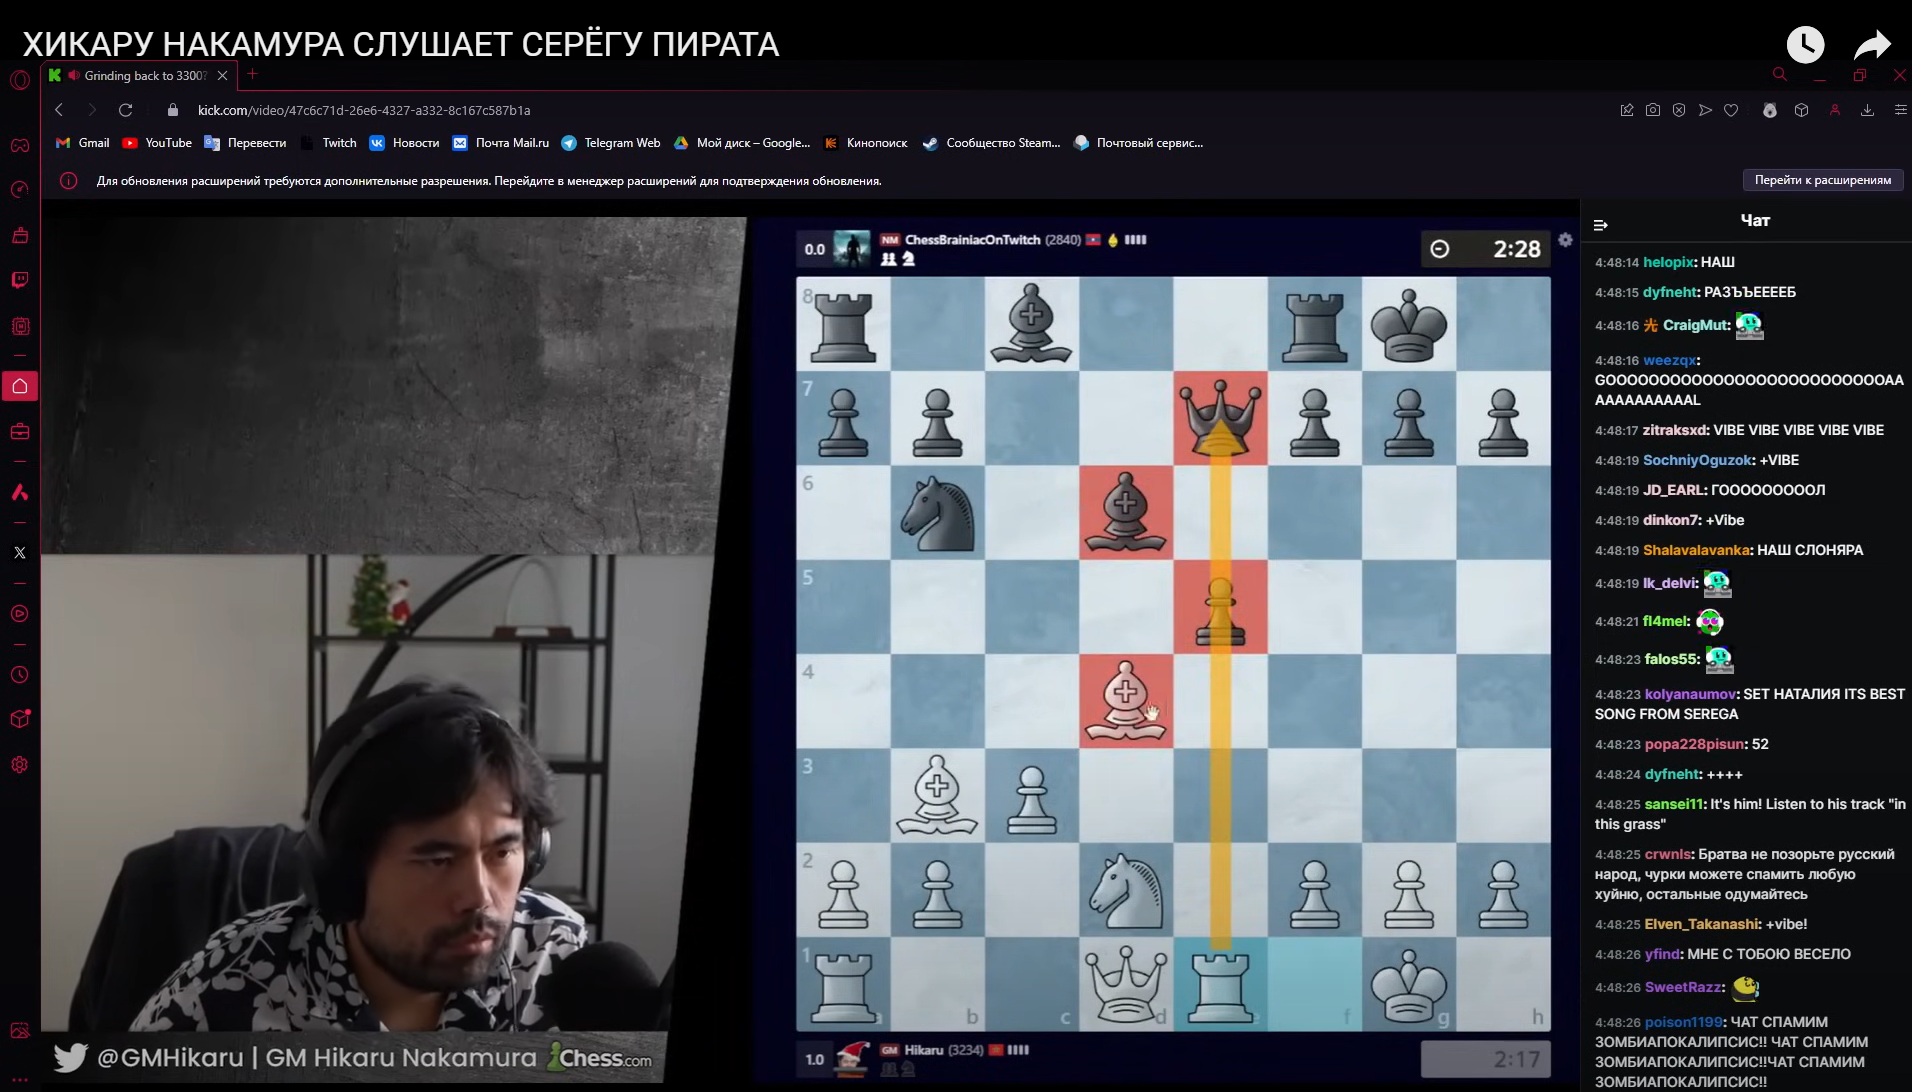 ХИКАРУ НАКАМУРА СЛУШАЕТ СЕРЁГУ ПИРАТА
Grinding back to 3300?
kick.com/video/47c6c71d-26e6-4327-a332-8c167c587b1a
Gmail YouTube Перевести Twitch Новости Почта Mail.ru Telegram Web Мой диск – Google... Кинопоиск Сообщество Steam... Почтовый сервис...
Для обновления расширений требуются дополнительные разрешения. Перейдите в менеджер расширений для подтверждения обновления.
Перейти к расширениям
0.0 NM ChessBrainiacOnTwitch (2840)
2:28
8
7
6
5
4
3
2
1
a b c d e f g h
1.0 GM Hikaru (3234)
2:17
@GMHikaru | GM Hikaru Nakamura Chess.com
Чат
4:48:14 helopix: НАШ
4:48:15 dyfneht: РАЗЪЪЕЕЕЕБ
4:48:16 光 CraigMut:
4:48:16 weezqx:
GOOOOOOOOOOOOOOOOOOOOOOOOOOAA
AAAAAAAAAAL
4:48:17 zitraksxd: VIBE VIBE VIBE VIBE VIBE
4:48:19 SochniyOguzok: +VIBE
4:48:19 JD_EARL: ГОООООООООЛ
4:48:19 dinkon7: +Vibe
4:48:19 Shalavalavanka: НАШ СЛОНЯРА
4:48:19 lk_delvi:
4:48:21 fl4mel:
4:48:23 falos55:
4:48:23 kolyanaumov: SET НАТАЛИЯ ITS BEST
SONG FROM SEREGA
4:48:23 popa228pisun: 52
4:48:24 dyfneht: ++++
4:48:25 sansei11: It's him! Listen to his track "in
this grass"
4:48:25 crwnls: Братва не позорьте русский
народ, чурки можете спамить любую
хуйню, остальные одумайтесь
4:48:25 Elven_Takanashi: +vibe!
4:48:26 yfind: МНЕ С ТОБОЮ ВЕСЕЛО
4:48:26 SweetRazz:
4:48:26 poison1199: ЧАТ СПАМИМ
ЗОМБИАПОКАЛИПСИС!! ЧАТ СПАМИМ
ЗОМБИАПОКАЛИПСИС!!ЧАТ СПАМИМ
ЗОМБИАПОКАЛИПСИС!!